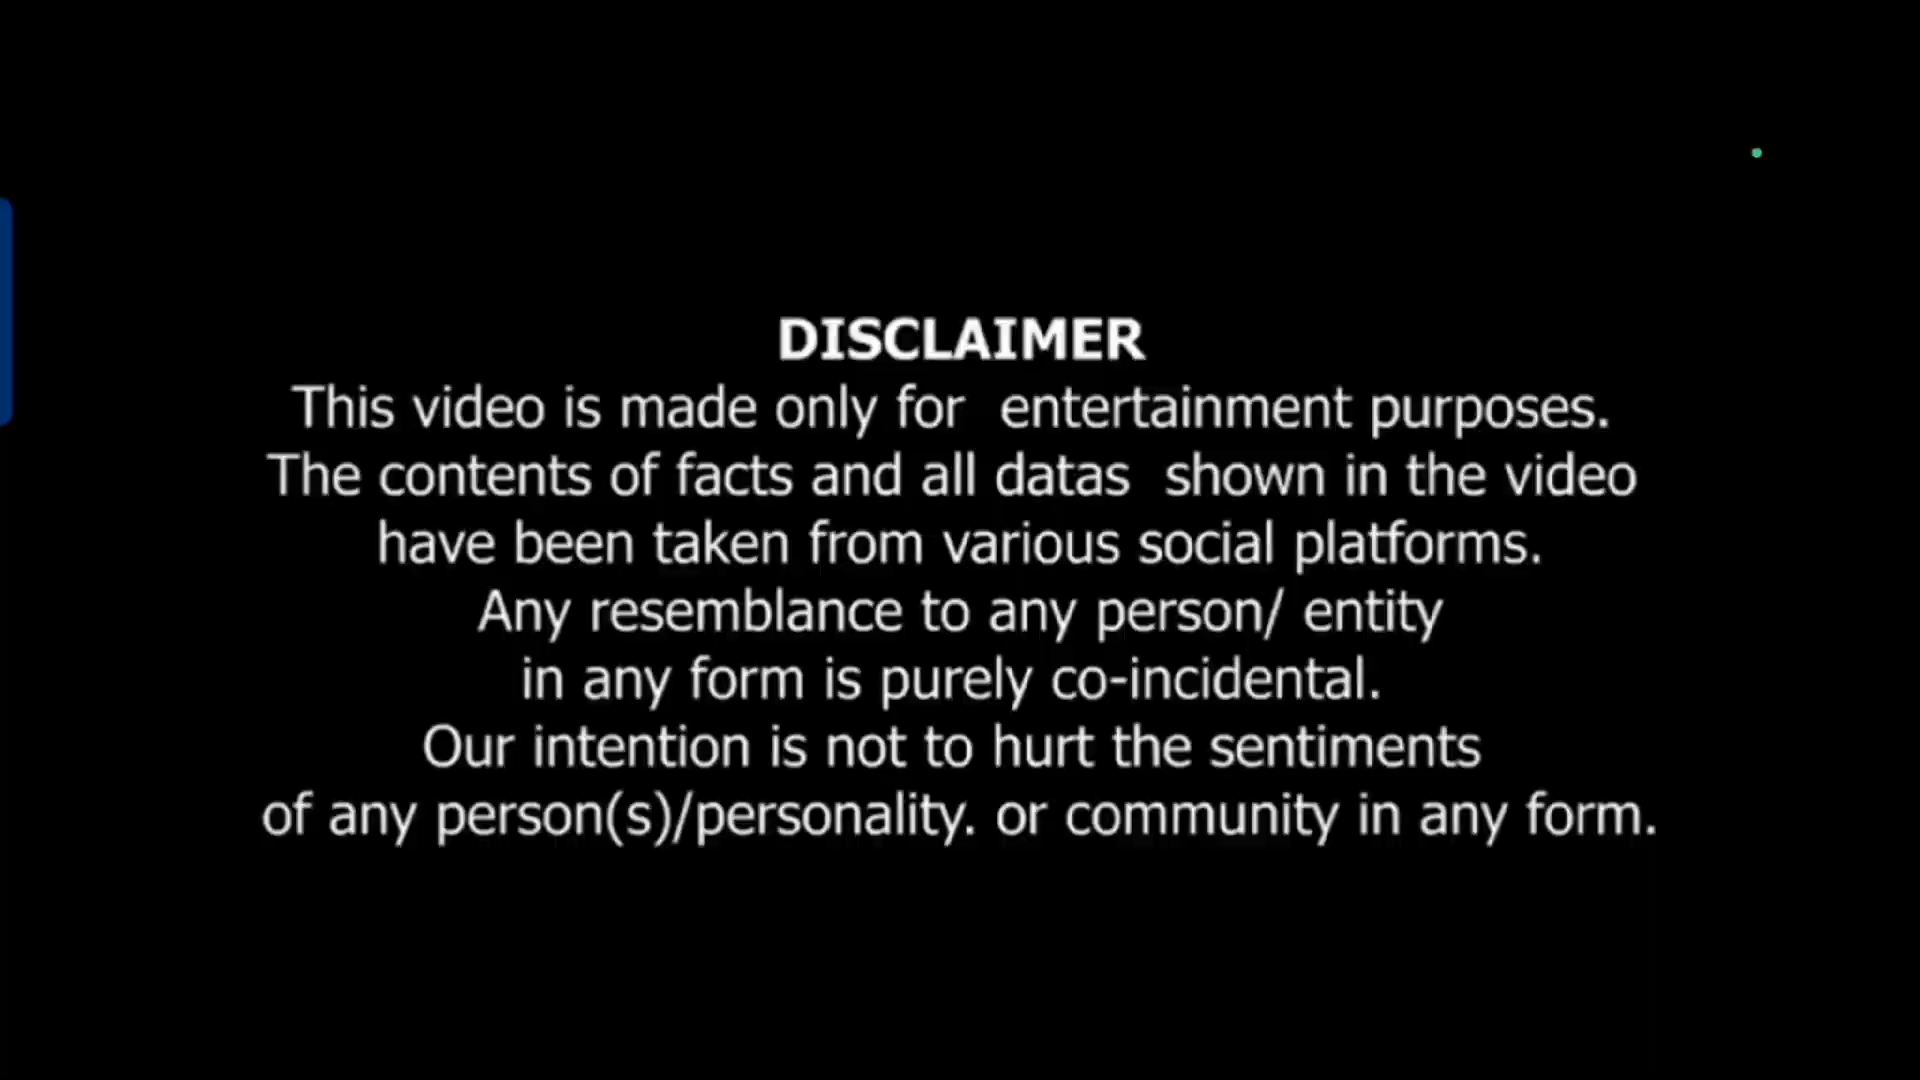 DISCLAIMER
This video is made only for  entertainment purposes.
The contents of facts and all datas  shown in the video
have been taken from various social platforms.
Any resemblance to any person/ entity
in any form is purely co-incidental.
Our intention is not to hurt the sentiments
of any person(s)/personality. or community in any form.